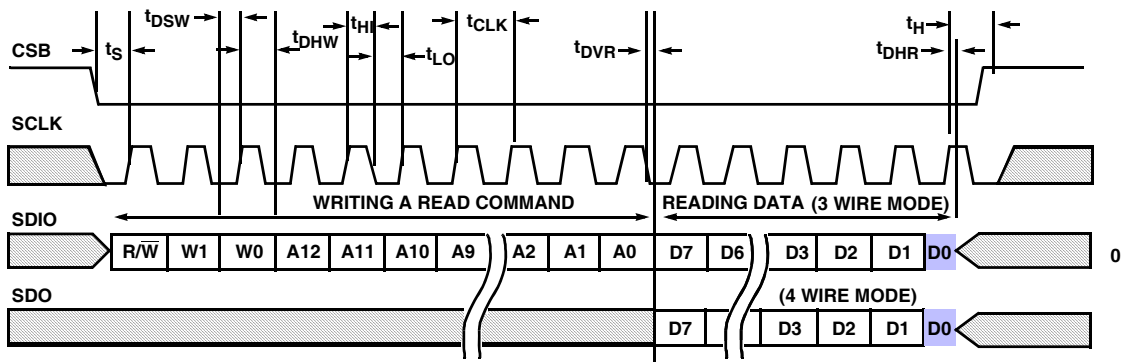 tDSW tHI tCLK tH
CSB tS tDHW tLO tDVR tDHR
SCLK
WRITING A READ COMMAND READING DATA (3 WIRE MODE)
SDIO
R/W̅ W1 W0 A12 A11 A10 A9 A2 A1 A0 D7 D6 D3 D2 D1 D0 0
SDO (4 WIRE MODE)
D7 D3 D2 D1 D0